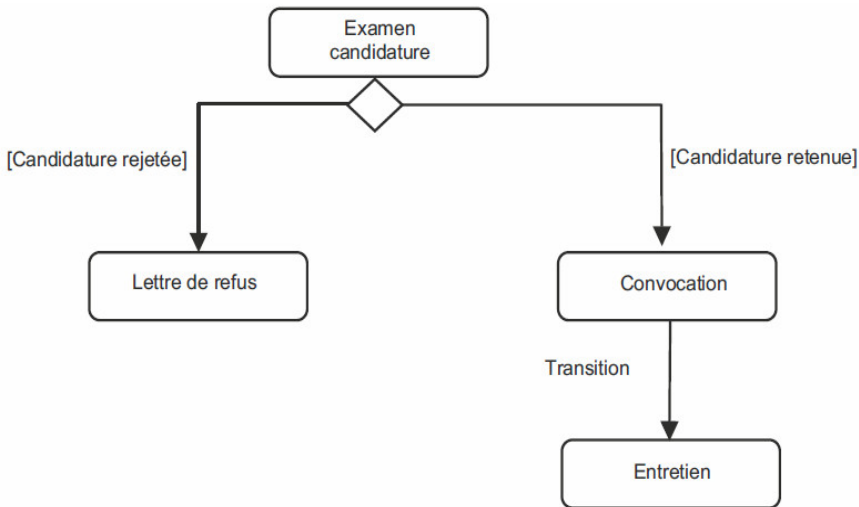 Examen
candidature
[Candidature rejetée]
[Candidature retenue]
Lettre de refus
Convocation
Transition
Entretien